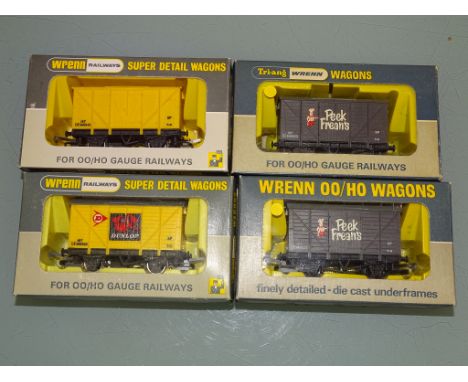 wrenn RAILWAYS SUPER DETAIL WAGONS
FOR OO/HO GAUGE RAILWAYS
Tri-ang WRENN WAGONS
Peek
Frean's
FOR OO/HO GAUGE RAILWAYS
wrenn RAILWAYS SUPER DETAIL WAGONS
D
DUNLOP
FOR OO/HO GAUGE RAILWAYS
WRENN OO/HO WAGONS
Peek
Frean's
finely detailed - die cast underframes